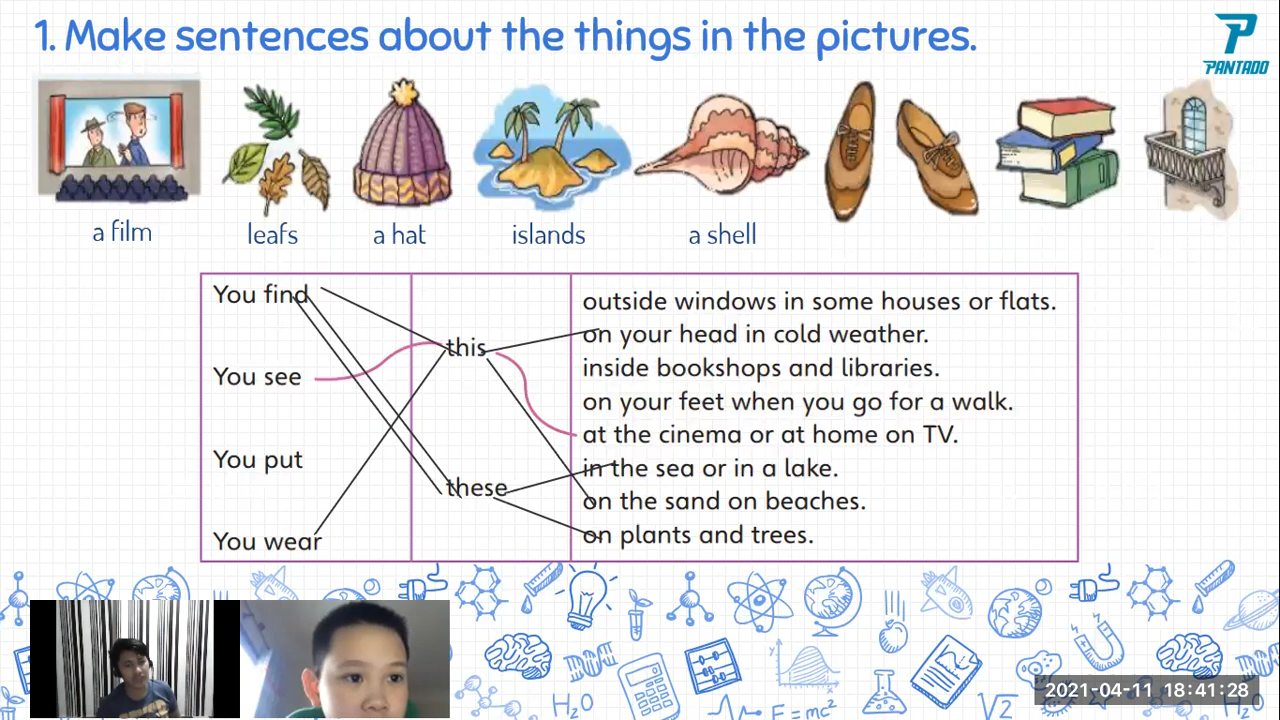 1. Make sentences about the things in the pictures.
PANTADO
a film
leafs
a hat
islands
a shell
You find
You see
You put
You wear
this
these
outside windows in some houses or flats.
on your head in cold weather.
inside bookshops and libraries.
on your feet when you go for a walk.
at the cinema or at home on TV.
in the sea or in a lake.
on the sand on beaches.
on plants and trees.
y
x
H₂O
E=mc²
√2
2021-04-11 18:41:28